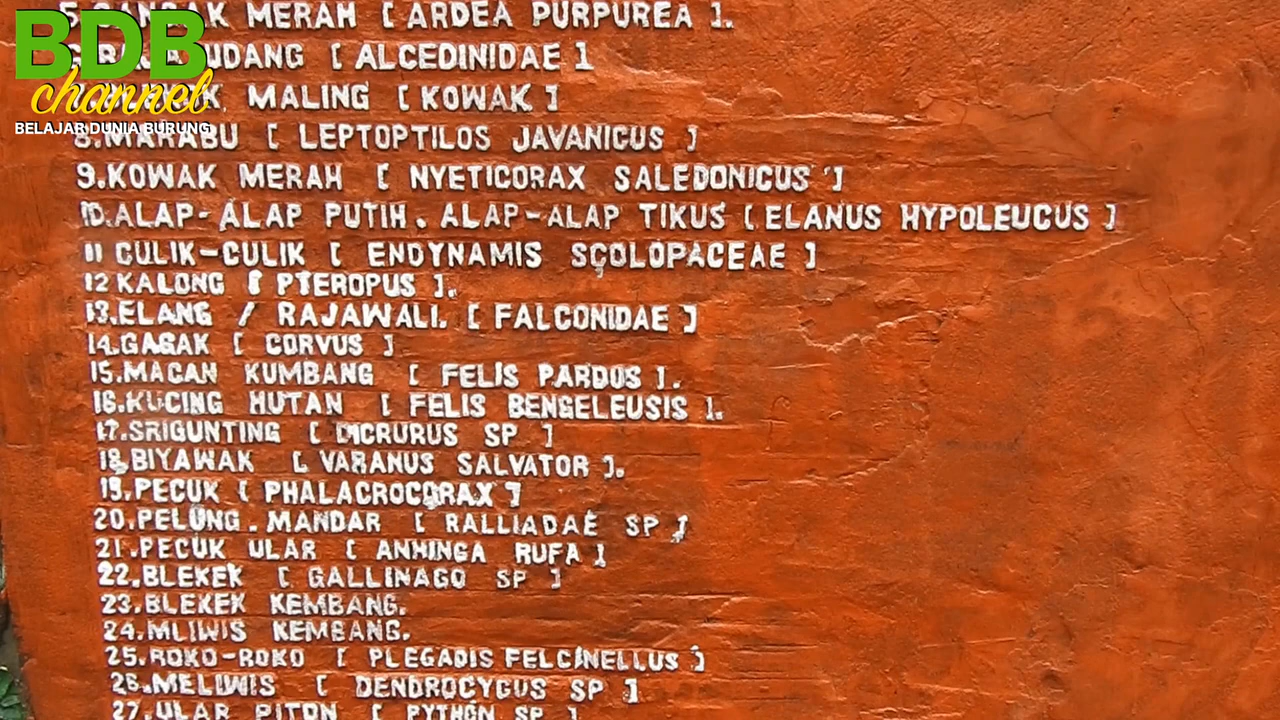 5.CANGAK MERAH [ARDEA PURPUREA ].
BDB
channel
BELAJAR DUNIA BURUNG
UDANG [ ALCEDINIDAE ]
MALING [KOWAK]
8.MARABU [ LEPTOPTILOS JAVANICUS ]
9.KOWAK MERAH [ NYETICORAX SALEDONICUS ]
10.ALAP-ALAP PUTIH. ALAP-ALAP TIKUS [ELANUS HYPOLEUCUS ]
11 CULIK-CULIK [ ENDYNAMIS SCOLOPACEAE ]
12 KALONG [ PTEROPUS ].
13.ELANG / RAJAWALI. [ FALCONIDAE ]
14.GAGAK [ CORVUS ]
15.MACAN KUMBANG [ FELIS PARDOS ].
16.KUCING HUTAN [ FELIS BENGELEUSIS ].
17.SRIGUNTING [ DICRURUS SP ]
18.BIYAWAK [ VARANUS SALVATOR ].
19.PECUK [ PHALACROCORAX ]
20.PELUNG. MANDAR [ RALLIADAE SP ]
21.PECUK ULAR [ ANHINGA RUFA ]
22.BLEKEK [ GALLINAGO SP ]
23.BLEKEK KEMBANG.
24.MLIWIS KEMBANG.
25.ROKO-ROKO [ PLEGADIS FELCINELLUS ]
26.MELIWIS [ DENDROCYGUS SP ]
27.ULAR PITON [ PYTHON SP ]